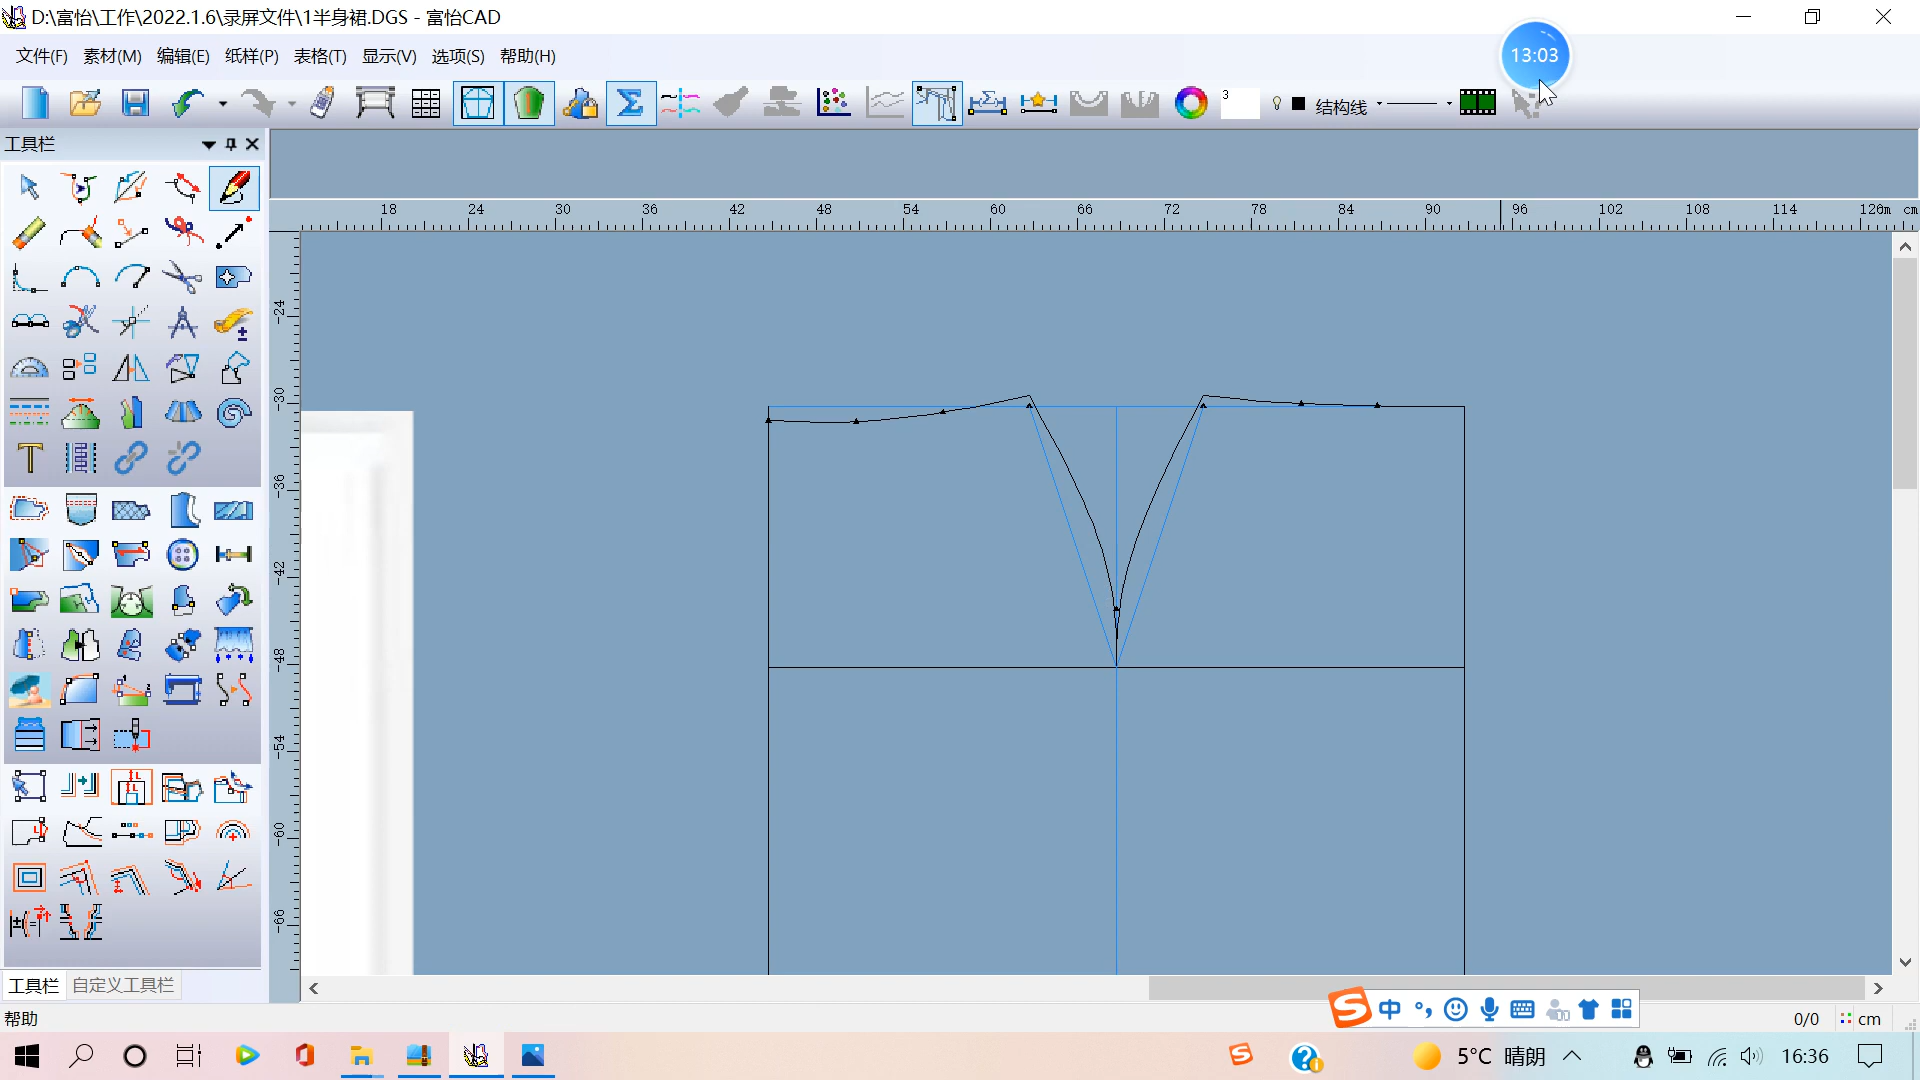 D:\富怡\工作\2022.1.6\录屏文件\1半身裙.DGS - 富怡CAD
文件(F) 素材(M) 编辑(E) 纸样(P) 表格(T) 显示(V) 选项(S) 帮助(H)
13:03
3
结构线
工具栏
18 24 30 36 42 48 54 60 66 72 78 84 90 96 102 108 114 120m cm
-24
-30
-36
-42
-48
-54
-60
-66
工具栏 自定义工具栏
中
帮助
0/0
cm
5°C 晴朗
16:36